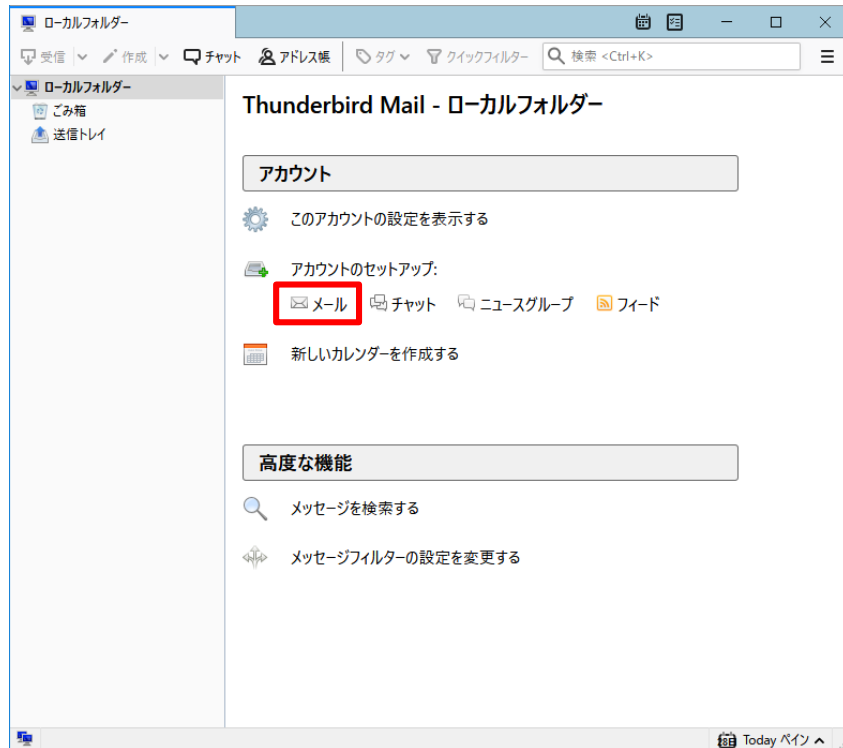 ローカルフォルダー
受信 作成 チャット アドレス帳 タグ クイックフィルター 検索 <Ctrl+K>
ローカルフォルダー
ごみ箱
送信トレイ
Thunderbird Mail - ローカルフォルダー
アカウント
このアカウントの設定を表示する
アカウントのセットアップ:
メール チャット ニュースグループ フィード
新しいカレンダーを作成する
高度な機能
メッセージを検索する
メッセージフィルターの設定を変更する
Today ペイン